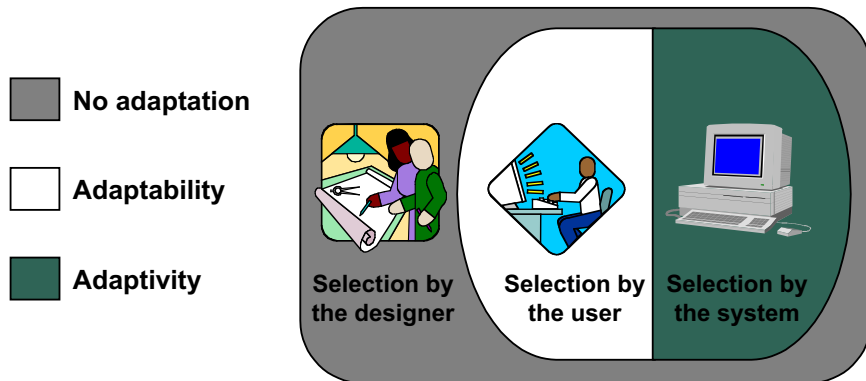 No adaptation
Adaptability
Adaptivity
Selection by
the designer
Selection by
the user
Selection by
the system